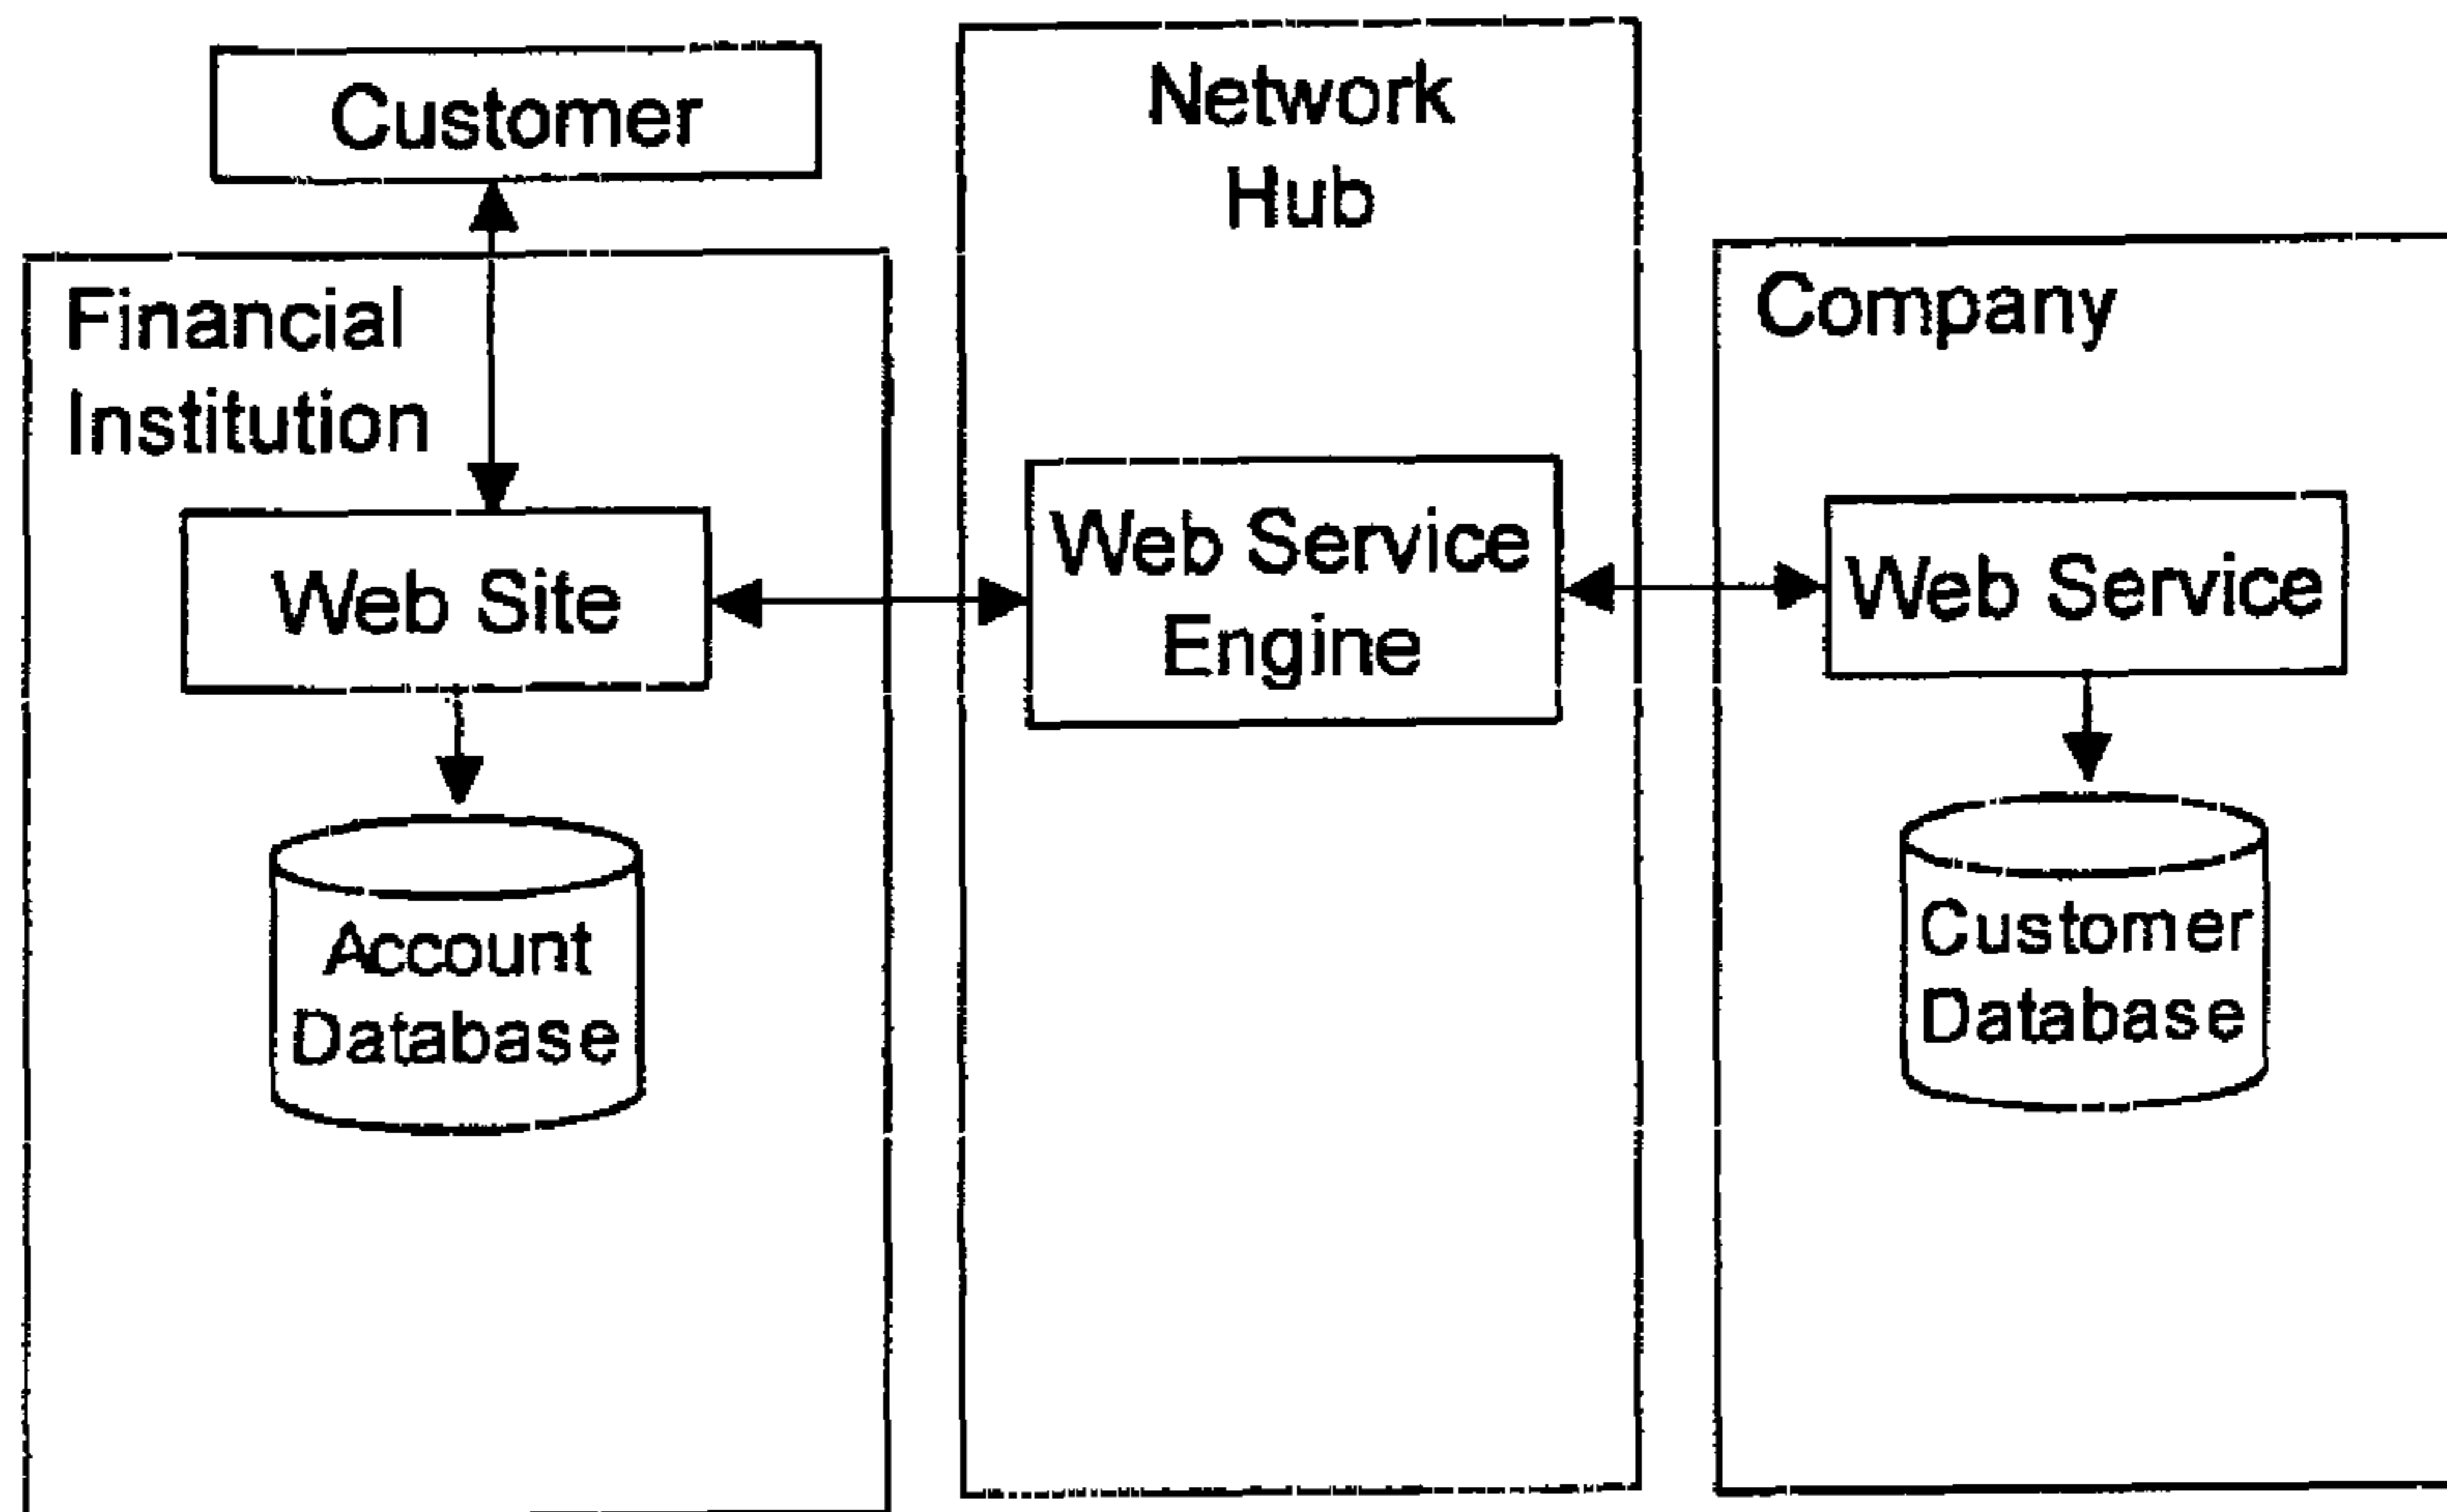 Customer
Financial
Institution
Web Site
Account
Database
Network
Hub
Web Service
Engine
Company
Web Service
Customer
Database